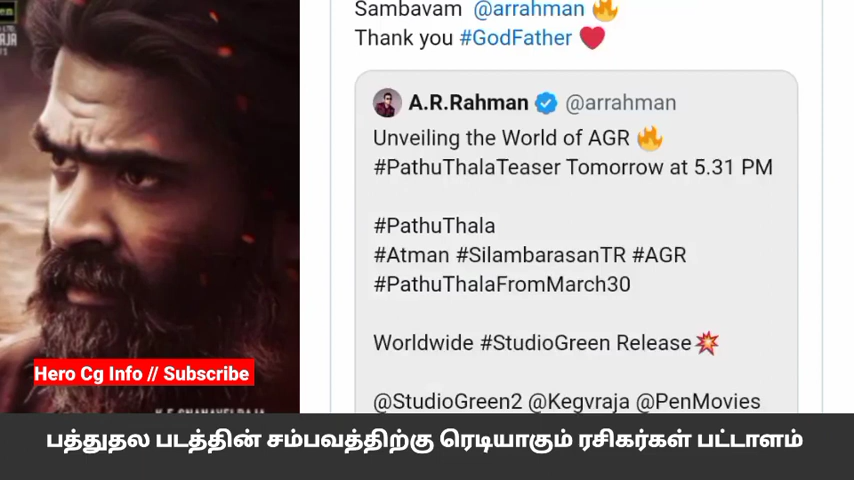 Sambavam @arrahman 🔥
Thank you #GodFather ❤️
A.R.Rahman @arrahman
Unveiling the World of AGR 🔥
#PathuThalaTeaser Tomorrow at 5.31 PM
#PathuThala
#Atman #SilambarasanTR #AGR
#PathuThalaFromMarch30
Worldwide #StudioGreen Release💥
@StudioGreen2 @Kegvraja @PenMovies
Hero Cg Info // Subscribe
பத்துதல படத்தின் சம்பவத்திற்கு ரெடியாகும் ரசிகர்கள் பட்டாளம்